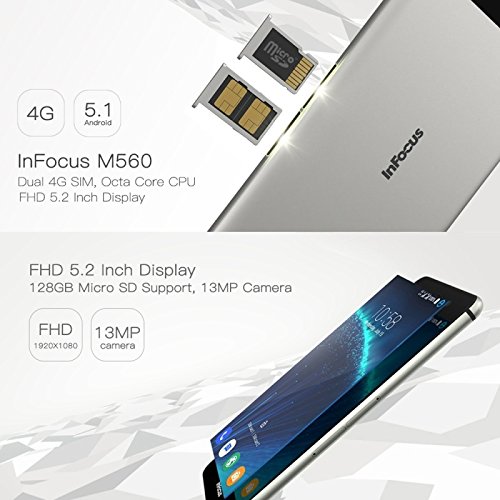 micro
SD
4G
5.1
Android
InFocus M560
Dual 4G SIM, Octa Core CPU
FHD 5.2 Inch Display
InFocus
FHD 5.2 Inch Display
128GB Micro SD Support, 13MP Camera
FHD
1920X1080
13MP
camera
10:59